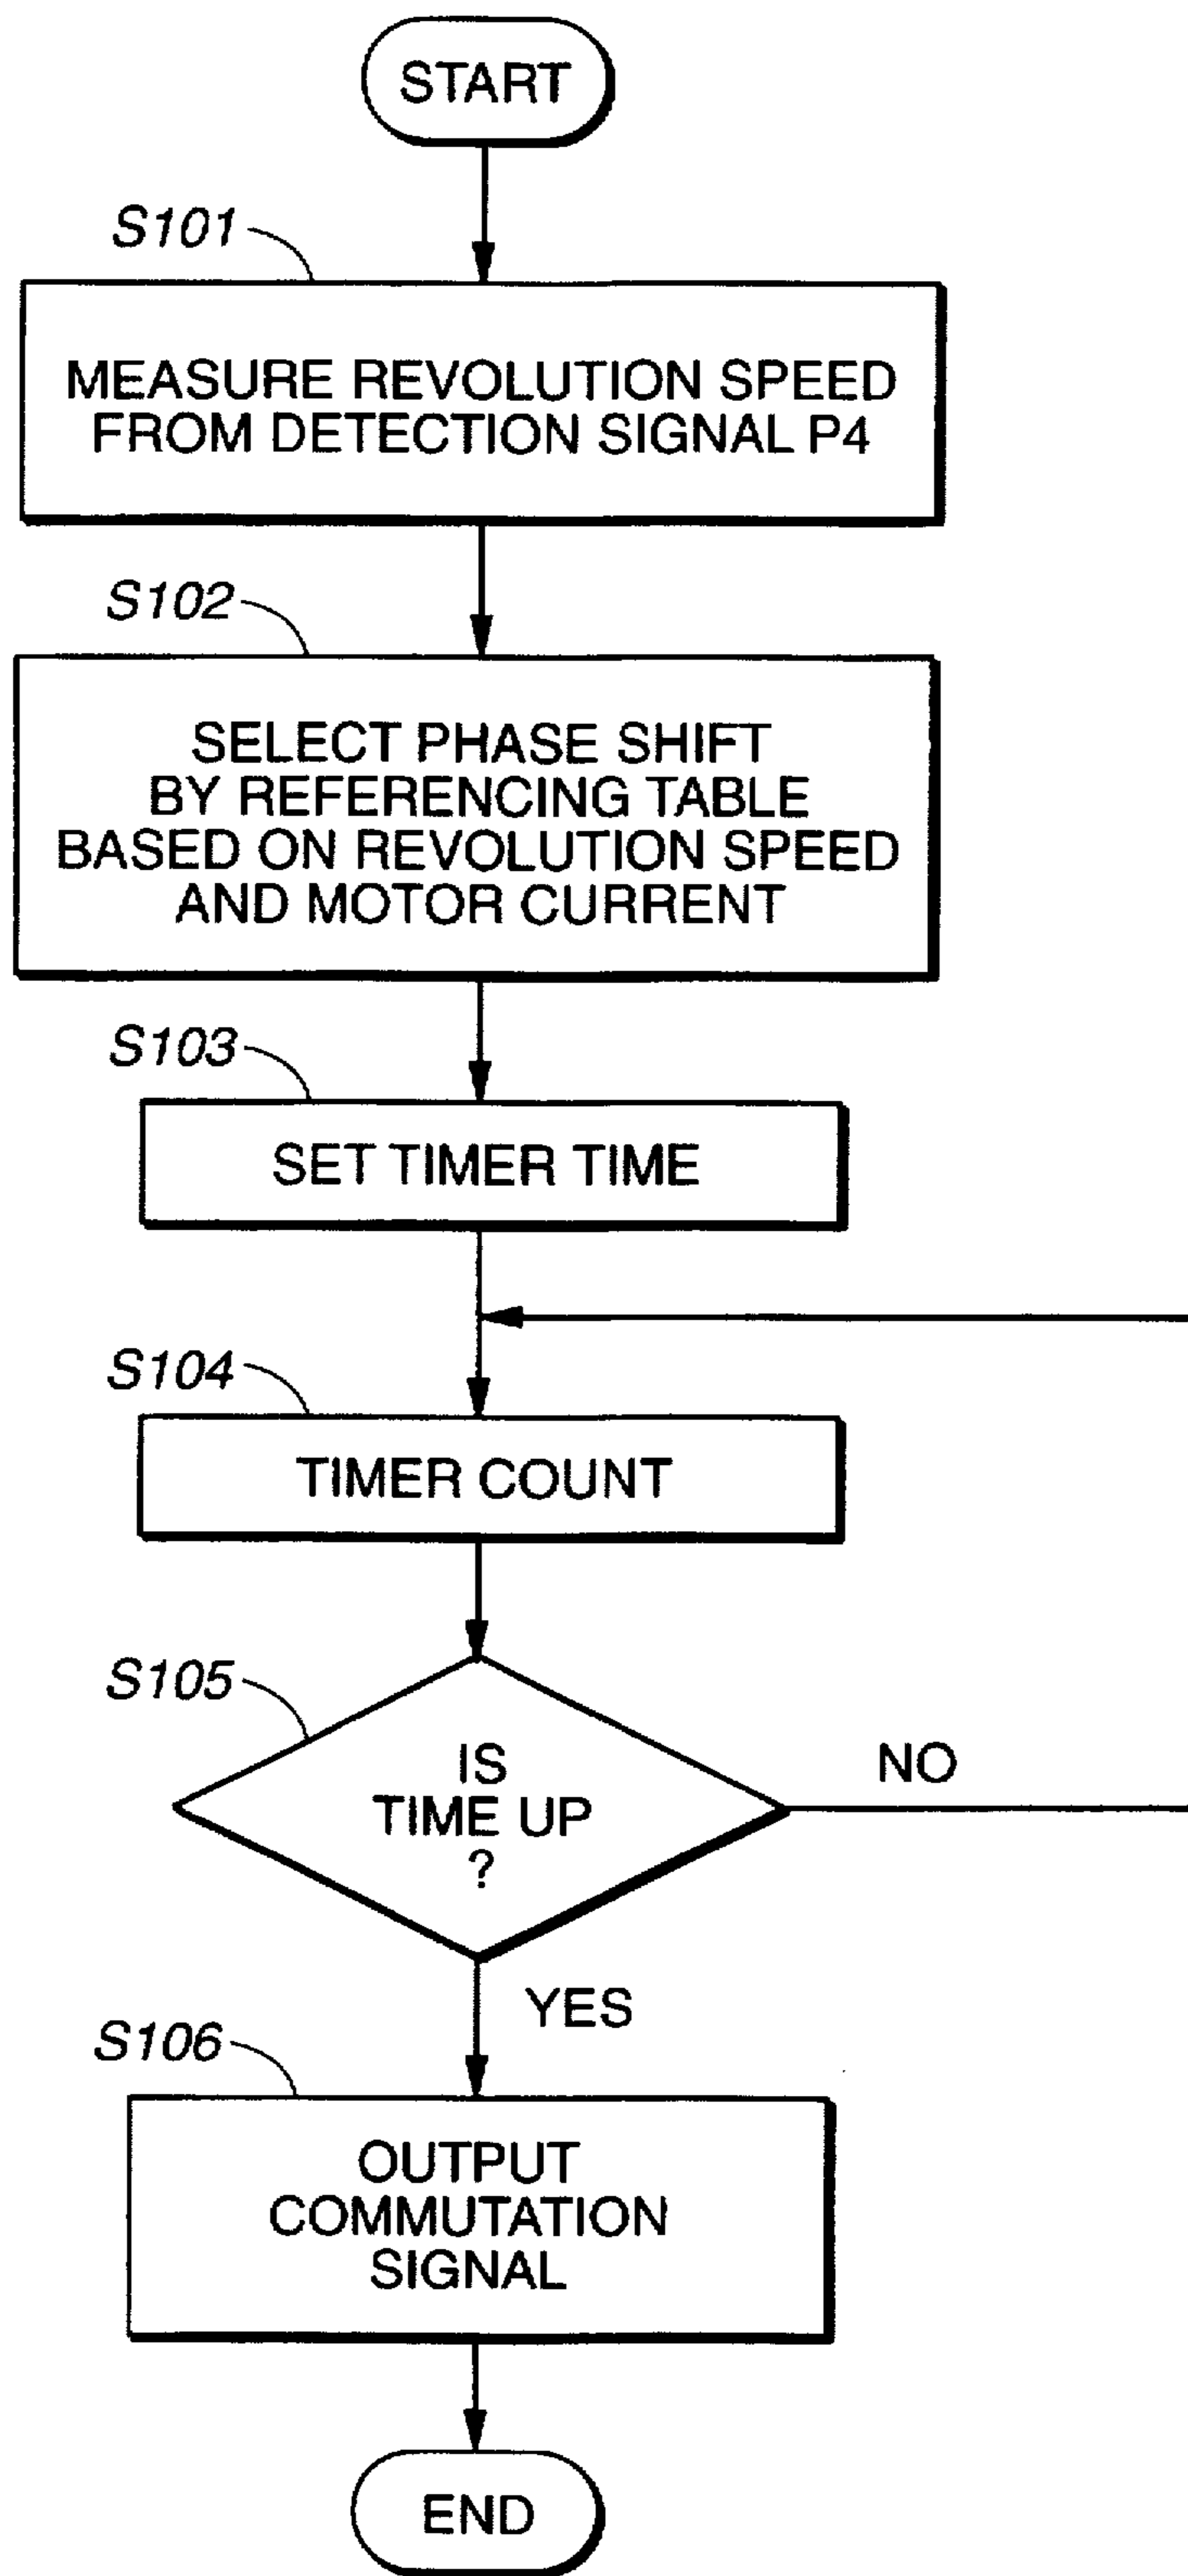 START
S101
MEASURE REVOLUTION SPEED
FROM DETECTION SIGNAL P4
S102
SELECT PHASE SHIFT
BY REFERENCING TABLE
BASED ON REVOLUTION SPEED
AND MOTOR CURRENT
S103
SET TIMER TIME
S104
TIMER COUNT
S105
IS
TIME UP
?
NO
YES
S106
OUTPUT
COMMUTATION
SIGNAL
END